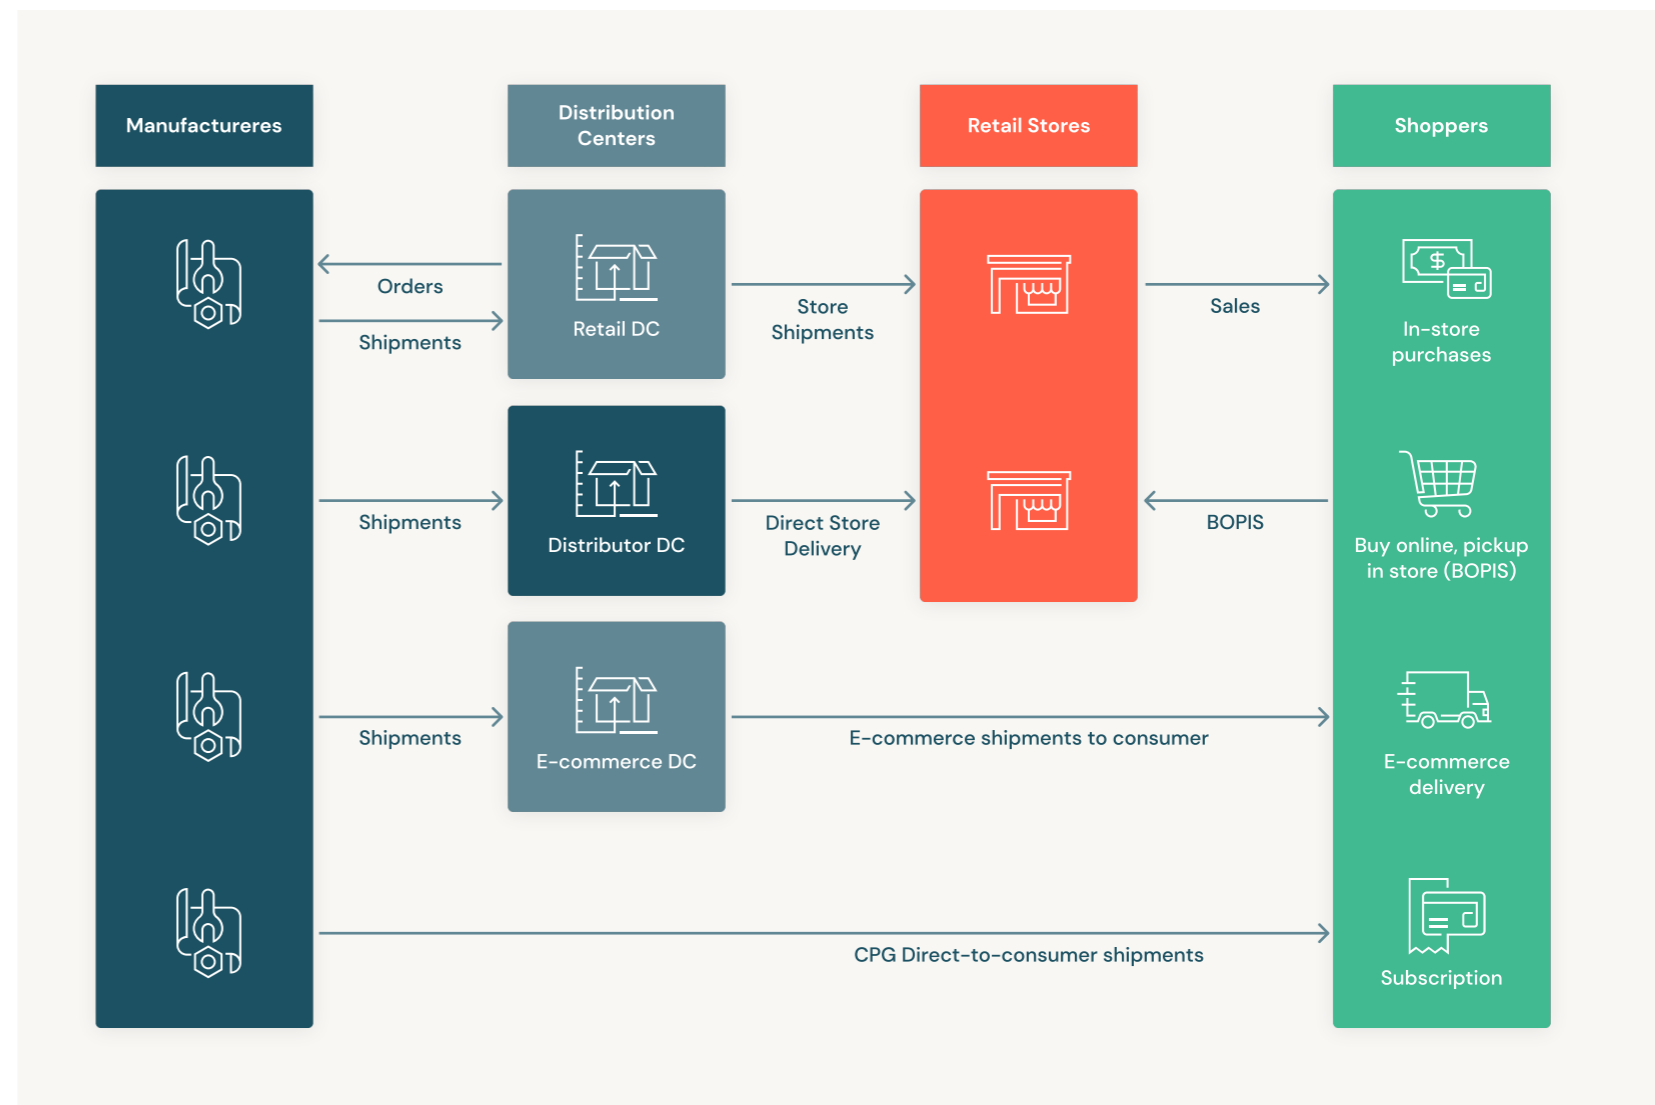 Manufactureres
Distribution
Centers
Retail Stores
Shoppers
Orders
Shipments
Retail DC
Store
Shipments
Sales
In-store
purchases
Shipments
Distributor DC
Direct Store
Delivery
BOPIS
Buy online, pickup
in store (BOPIS)
Shipments
E-commerce DC
E-commerce shipments to consumer
E-commerce
delivery
CPG Direct-to-consumer shipments
Subscription
$